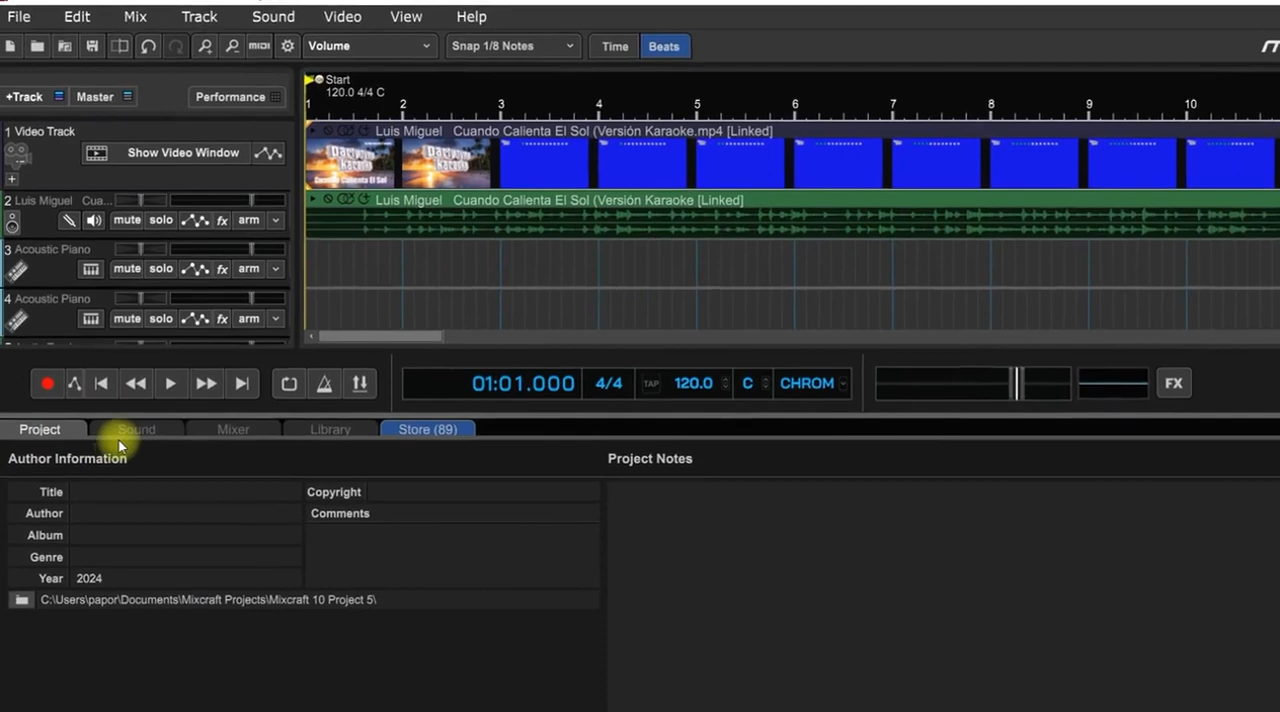 File Edit Mix Track Sound Video View Help
MIDI Volume Snap 1/8 Notes Time Beats
+Track Master Performance
Start
120.0 4/4 C
1 2 3 4 5 6 7 8 9 10
1 Video Track
Luis Miguel Cuando Calienta El Sol (Versión Karaoke.mp4 [Linked]
Show Video Window
Cuando Calienta El Sol
2 Luis Miguel Cua...
Luis Miguel Cuando Calienta El Sol (Versión Karaoke [Linked]
mute solo fx arm
3 Acoustic Piano
mute solo fx arm
4 Acoustic Piano
mute solo fx arm
01:01.000 4/4 TAP 120.0 C CHROM FX
Project Sound Mixer Library Store (89)
Author Information Project Notes
Title Copyright
Author Comments
Album
Genre
Year 2024
C:\Users\papor\Documents\Mixcraft Projects\Mixcraft 10 Project 5\